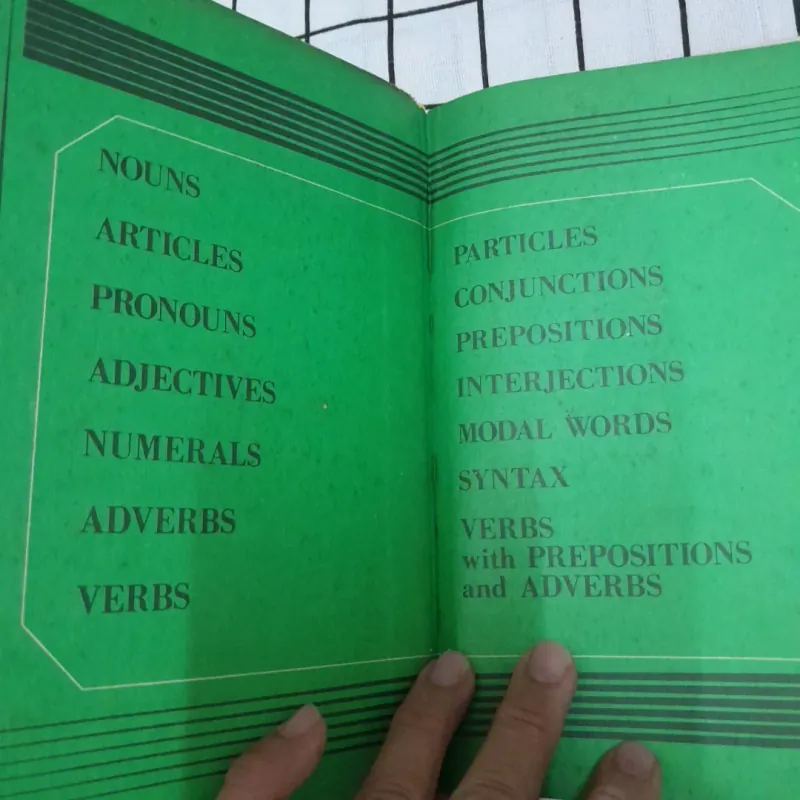 NOUNS
ARTICLES
PRONOUNS
ADJECTIVES
NUMERALS
ADVERBS
VERBS
PARTICLES
CONJUNCTIONS
PREPOSITIONS
INTERJECTIONS
MODAL WORDS
SYNTAX
VERBS
with PREPOSITIONS
and ADVERBS